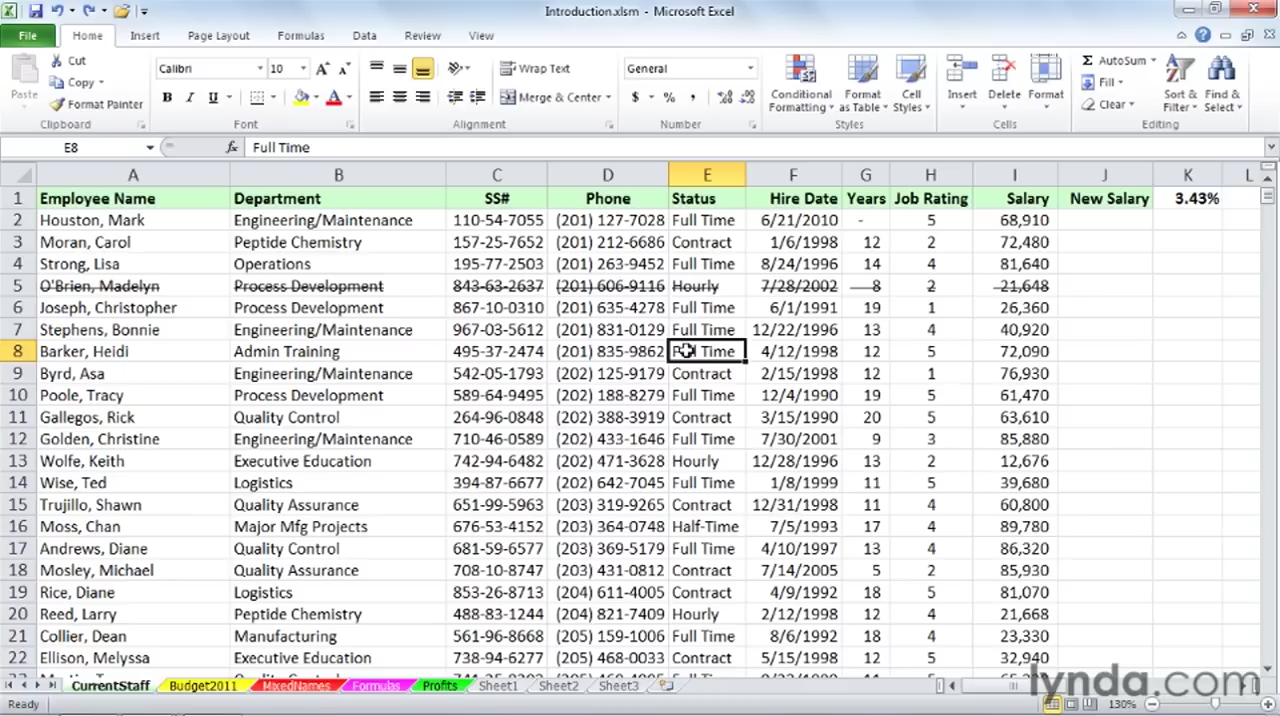 Introduction.xlsm - Microsoft Excel
File Home Insert Page Layout Formulas Data Review View
Paste Cut Copy Format Painter Clipboard
Calibri 10 B I U Font
Wrap Text Merge & Center Alignment
General $ % , Number
Conditional Formatting Format as Table Cell Styles Styles
Insert Delete Format Cells
AutoSum Fill Clear Sort & Filter Find & Select Editing
E8 fx Full Time
A B C D E F G H I J K L
1 Employee Name Department SS# Phone Status Hire Date Years Job Rating Salary New Salary 3.43%
2 Houston, Mark Engineering/Maintenance 110-54-7055 (201) 127-7028 Full Time 6/21/2010 - 5 68,910
3 Moran, Carol Peptide Chemistry 157-25-7652 (201) 212-6686 Contract 1/6/1998 12 2 72,480
4 Strong, Lisa Operations 195-77-2503 (201) 263-9452 Full Time 8/24/1996 14 4 81,640
5 O'Brien, Madelyn Process Development 843-63-2637 (201) 606-9116 Hourly 7/28/2002 8 2 21,648
6 Joseph, Christopher Process Development 867-10-0310 (201) 635-4278 Full Time 6/1/1991 19 1 26,360
7 Stephens, Bonnie Engineering/Maintenance 967-03-5612 (201) 831-0129 Full Time 12/22/1996 13 4 40,920
8 Barker, Heidi Admin Training 495-37-2474 (201) 835-9862 Full Time 4/12/1998 12 5 72,090
9 Byrd, Asa Process Development 542-05-1793 (202) 125-9179 Contract 2/15/1998 12 1 76,930
10 Poole, Tracy Process Development 589-64-9495 (202) 188-8279 Full Time 12/4/1990 19 5 61,470
11 Gallegos, Rick Quality Control 264-96-0848 (202) 388-3919 Contract 3/15/1990 20 5 63,610
12 Golden, Christine Engineering/Maintenance 710-46-0589 (202) 433-1646 Full Time 7/30/2001 9 3 85,880
13 Wolfe, Keith Executive Education 742-94-6482 (202) 471-3628 Hourly 12/28/1996 13 2 12,676
14 Wise, Ted Logistics 394-87-6677 (202) 642-7045 Full Time 1/8/1999 11 5 39,680
15 Trujillo, Shawn Quality Assurance 651-99-5963 (203) 319-9265 Contract 12/31/1998 11 4 60,800
16 Moss, Chan Major Mfg Projects 676-53-4152 (203) 364-0748 Half-Time 7/5/1993 17 4 89,780
17 Andrews, Diane Quality Control 681-59-6577 (203) 369-5179 Full Time 4/10/1997 13 4 86,320
18 Mosley, Michael Quality Assurance 708-10-8747 (203) 431-0812 Contract 7/14/2005 5 2 85,930
19 Rice, Diane Logistics 853-26-8713 (204) 611-4005 Contract 4/9/1992 18 5 81,070
20 Reed, Larry Peptide Chemistry 488-83-1244 (204) 821-7409 Hourly 2/12/1998 12 4 21,668
21 Collier, Dean Manufacturing 561-96-8668 (205) 159-1006 Full Time 8/6/1992 18 4 23,330
22 Ellison, Melyssa Executive Education 738-94-6277 (205) 468-0033 Contract 5/15/1998 12 5 32,940
CurrentStaff Budget2011 MixedNames Formulas Profits Sheet1 Sheet2 Sheet3
lynda.com
Ready 130%